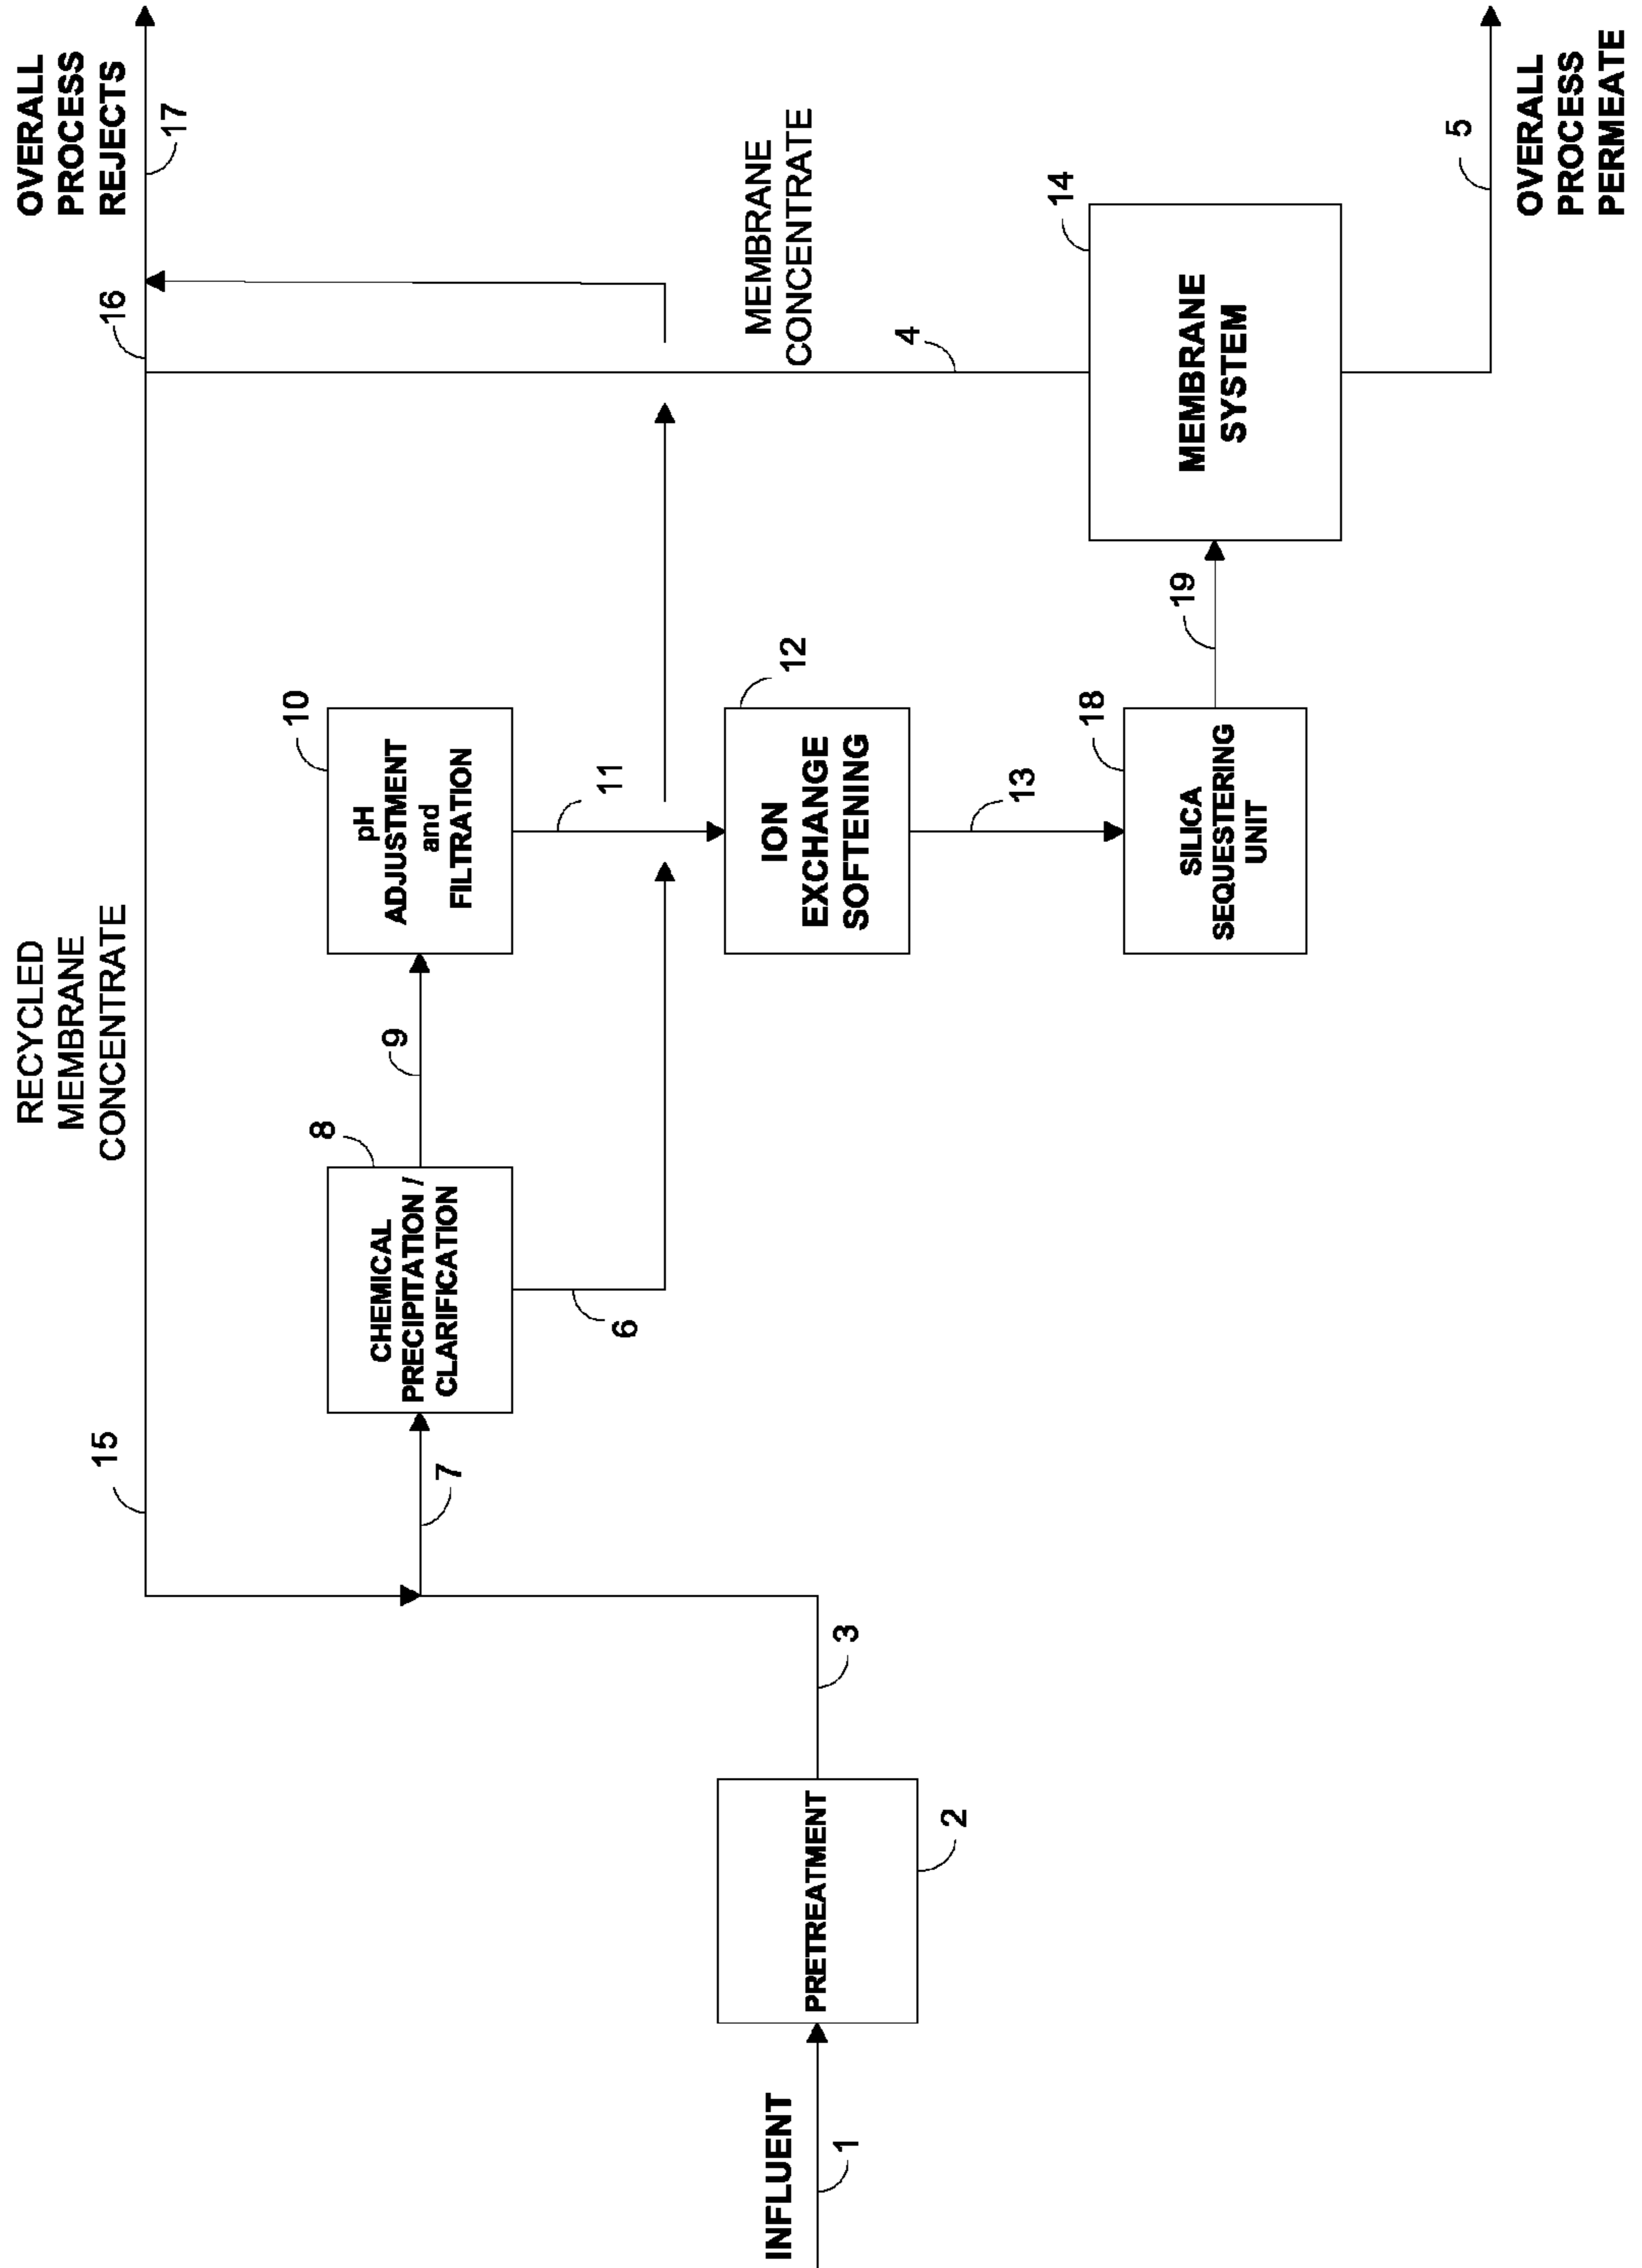 RECYCLED
MEMBRANE
CONCENTRATE
OVERALL
PROCESS
REJECTS
15
16
17
7
CHEMICAL
PRECIPITATION /
CLARIFICATION
8
9
pH
ADJUSTMENT
and
FILTRATION
10
6
11
MEMBRANE
CONCENTRATE
4
INFLUENT
1
PRETREATMENT
2
3
ION
EXCHANGE
SOFTENING
12
13
SILICA
SEQUESTERING
UNIT
18
19
MEMBRANE
SYSTEM
14
5
OVERALL
PROCESS
PERMEATE